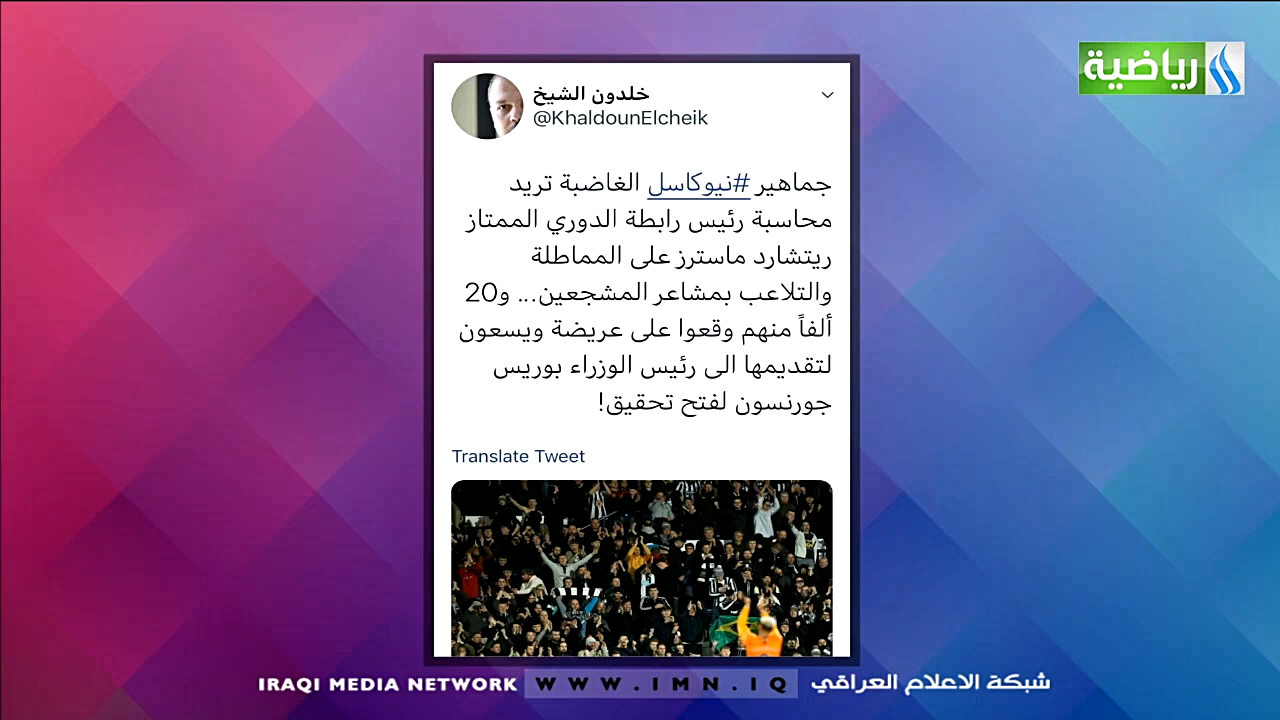 رياضية
خلدون الشيخ
@KhaldounElcheik
جماهير #نيوكاسل الغاضبة تريد
محاسبة رئيس رابطة الدوري الممتاز
ريتشارد ماسترز على المماطلة
والتلاعب بمشاعر المشجعين... و20
ألفاً منهم وقعوا على عريضة ويسعون
لتقديمها الى رئيس الوزراء بوريس
جورنسون لفتح تحقيق!
Translate Tweet
IRAQI MEDIA NETWORK WWW.IMN.IQ شبكة الاعلام العراقي